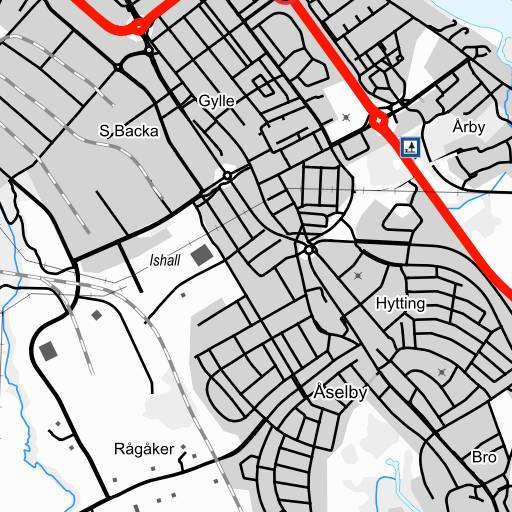 Gylle
S Backa
Årby
Ishall
Hytting
Åselby
Rågåker
Bro